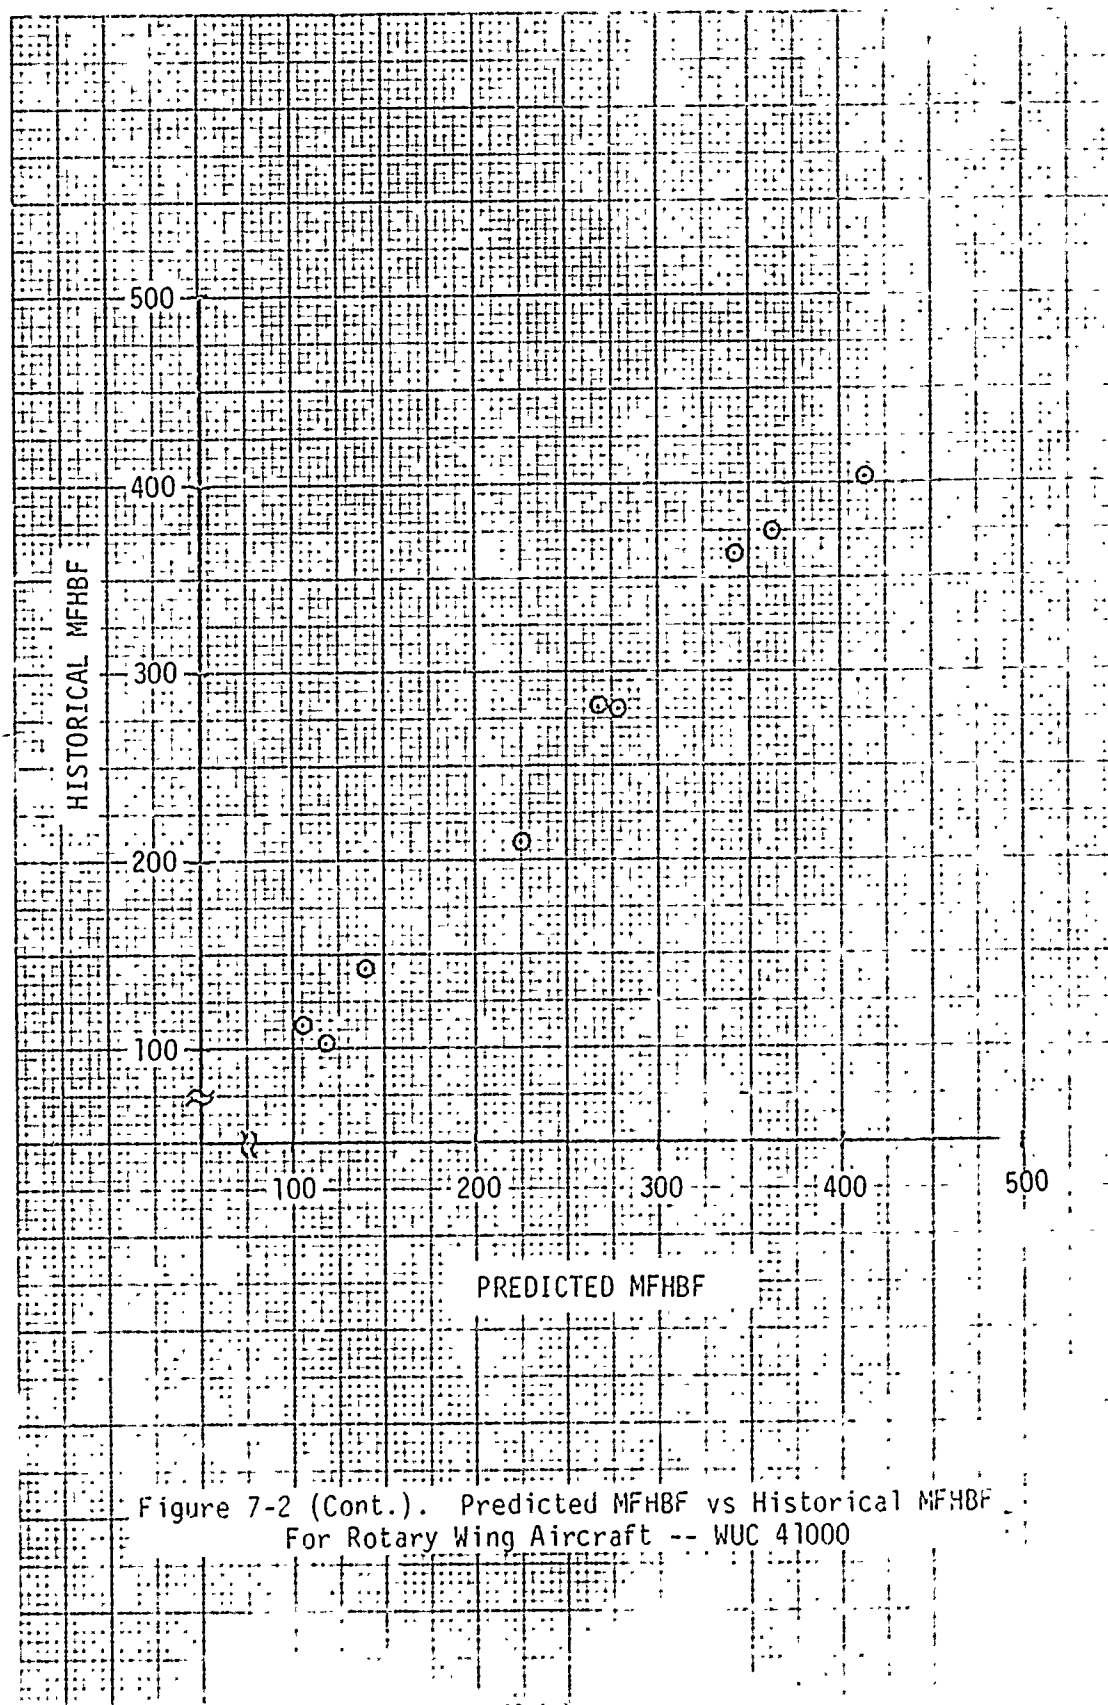 500
400
300
200
100
HISTORICAL MFHBF
100 200 300 400 500
PREDICTED MFHBF
Figure 7-2 (Cont.). Predicted MFHBF vs Historical MFHBF
For Rotary Wing Aircraft -- WUC 41000